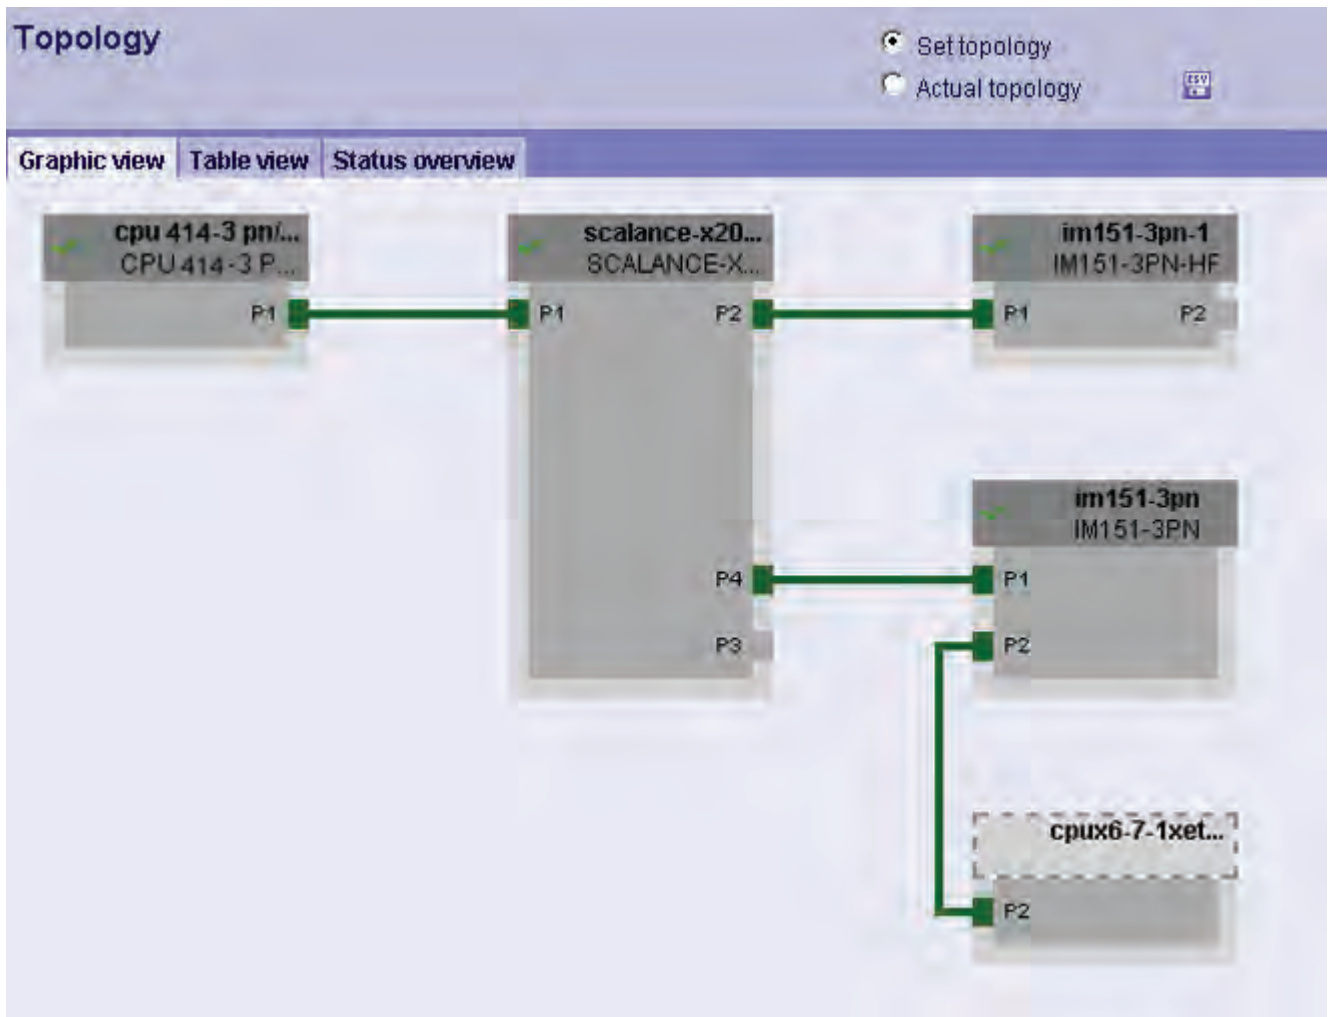 Topology
Set topology
Actual topology
CSV
Graphic view Table view Status overview
cpu 414-3 pn/...
CPU 414-3 P...
P1
scalance-x20...
SCALANCE-X...
P1 P2
P4
P3
im151-3pn-1
IM151-3PN-HF
P1 P2
im151-3pn
IM151-3PN
P1
P2
cpux6-7-1xet...
P2